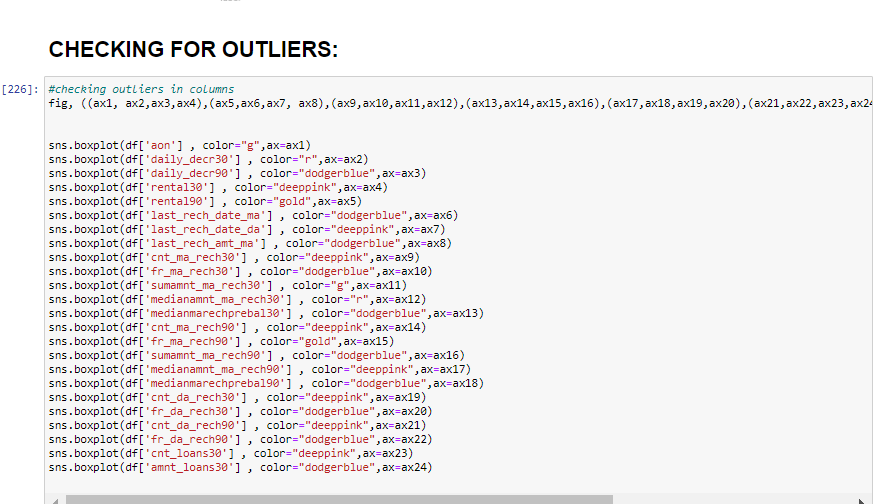 CHECKING FOR OUTLIERS:
[226]: #checking outliers in columns
fig, ((ax1, ax2,ax3,ax4),(ax5,ax6,ax7, ax8),(ax9,ax10,ax11,ax12),(ax13,ax14,ax15,ax16),(ax17,ax18,ax19,ax20),(ax21,ax22,ax23,ax24
sns.boxplot(df['aon'] , color="g",ax=ax1)
sns.boxplot(df['daily_decr30'] , color="r",ax=ax2)
sns.boxplot(df['daily_decr90'] , color="dodgerblue",ax=ax3)
sns.boxplot(df['rental30'] , color="deeppink",ax=ax4)
sns.boxplot(df['rental90'] , color="gold",ax=ax5)
sns.boxplot(df['last_rech_date_ma'] , color="dodgerblue",ax=ax6)
sns.boxplot(df['last_rech_date_da'] , color="deeppink",ax=ax7)
sns.boxplot(df['last_rech_amt_ma'] , color="dodgerblue",ax=ax8)
sns.boxplot(df['cnt_ma_rech30'] , color="deeppink",ax=ax9)
sns.boxplot(df['fr_ma_rech30'] , color="dodgerblue",ax=ax10)
sns.boxplot(df['sumamnt_ma_rech30'] , color="g",ax=ax11)
sns.boxplot(df['medianamnt_ma_rech30'] , color="r",ax=ax12)
sns.boxplot(df['medianmarechprebal30'] , color="dodgerblue",ax=ax13)
sns.boxplot(df['cnt_ma_rech90'] , color="deeppink",ax=ax14)
sns.boxplot(df['fr_ma_rech90'] , color="gold",ax=ax15)
sns.boxplot(df['sumamnt_ma_rech90'] , color="dodgerblue",ax=ax16)
sns.boxplot(df['medianamnt_ma_rech90'] , color="deeppink",ax=ax17)
sns.boxplot(df['medianmarechprebal90'] , color="dodgerblue",ax=ax18)
sns.boxplot(df['cnt_da_rech30'] , color="deeppink",ax=ax19)
sns.boxplot(df['fr_da_rech30'] , color="dodgerblue",ax=ax20)
sns.boxplot(df['cnt_da_rech90'] , color="deeppink",ax=ax21)
sns.boxplot(df['fr_da_rech90'] , color="dodgerblue",ax=ax22)
sns.boxplot(df['cnt_loans30'] , color="deeppink",ax=ax23)
sns.boxplot(df['amnt_loans30'] , color="dodgerblue",ax=ax24)